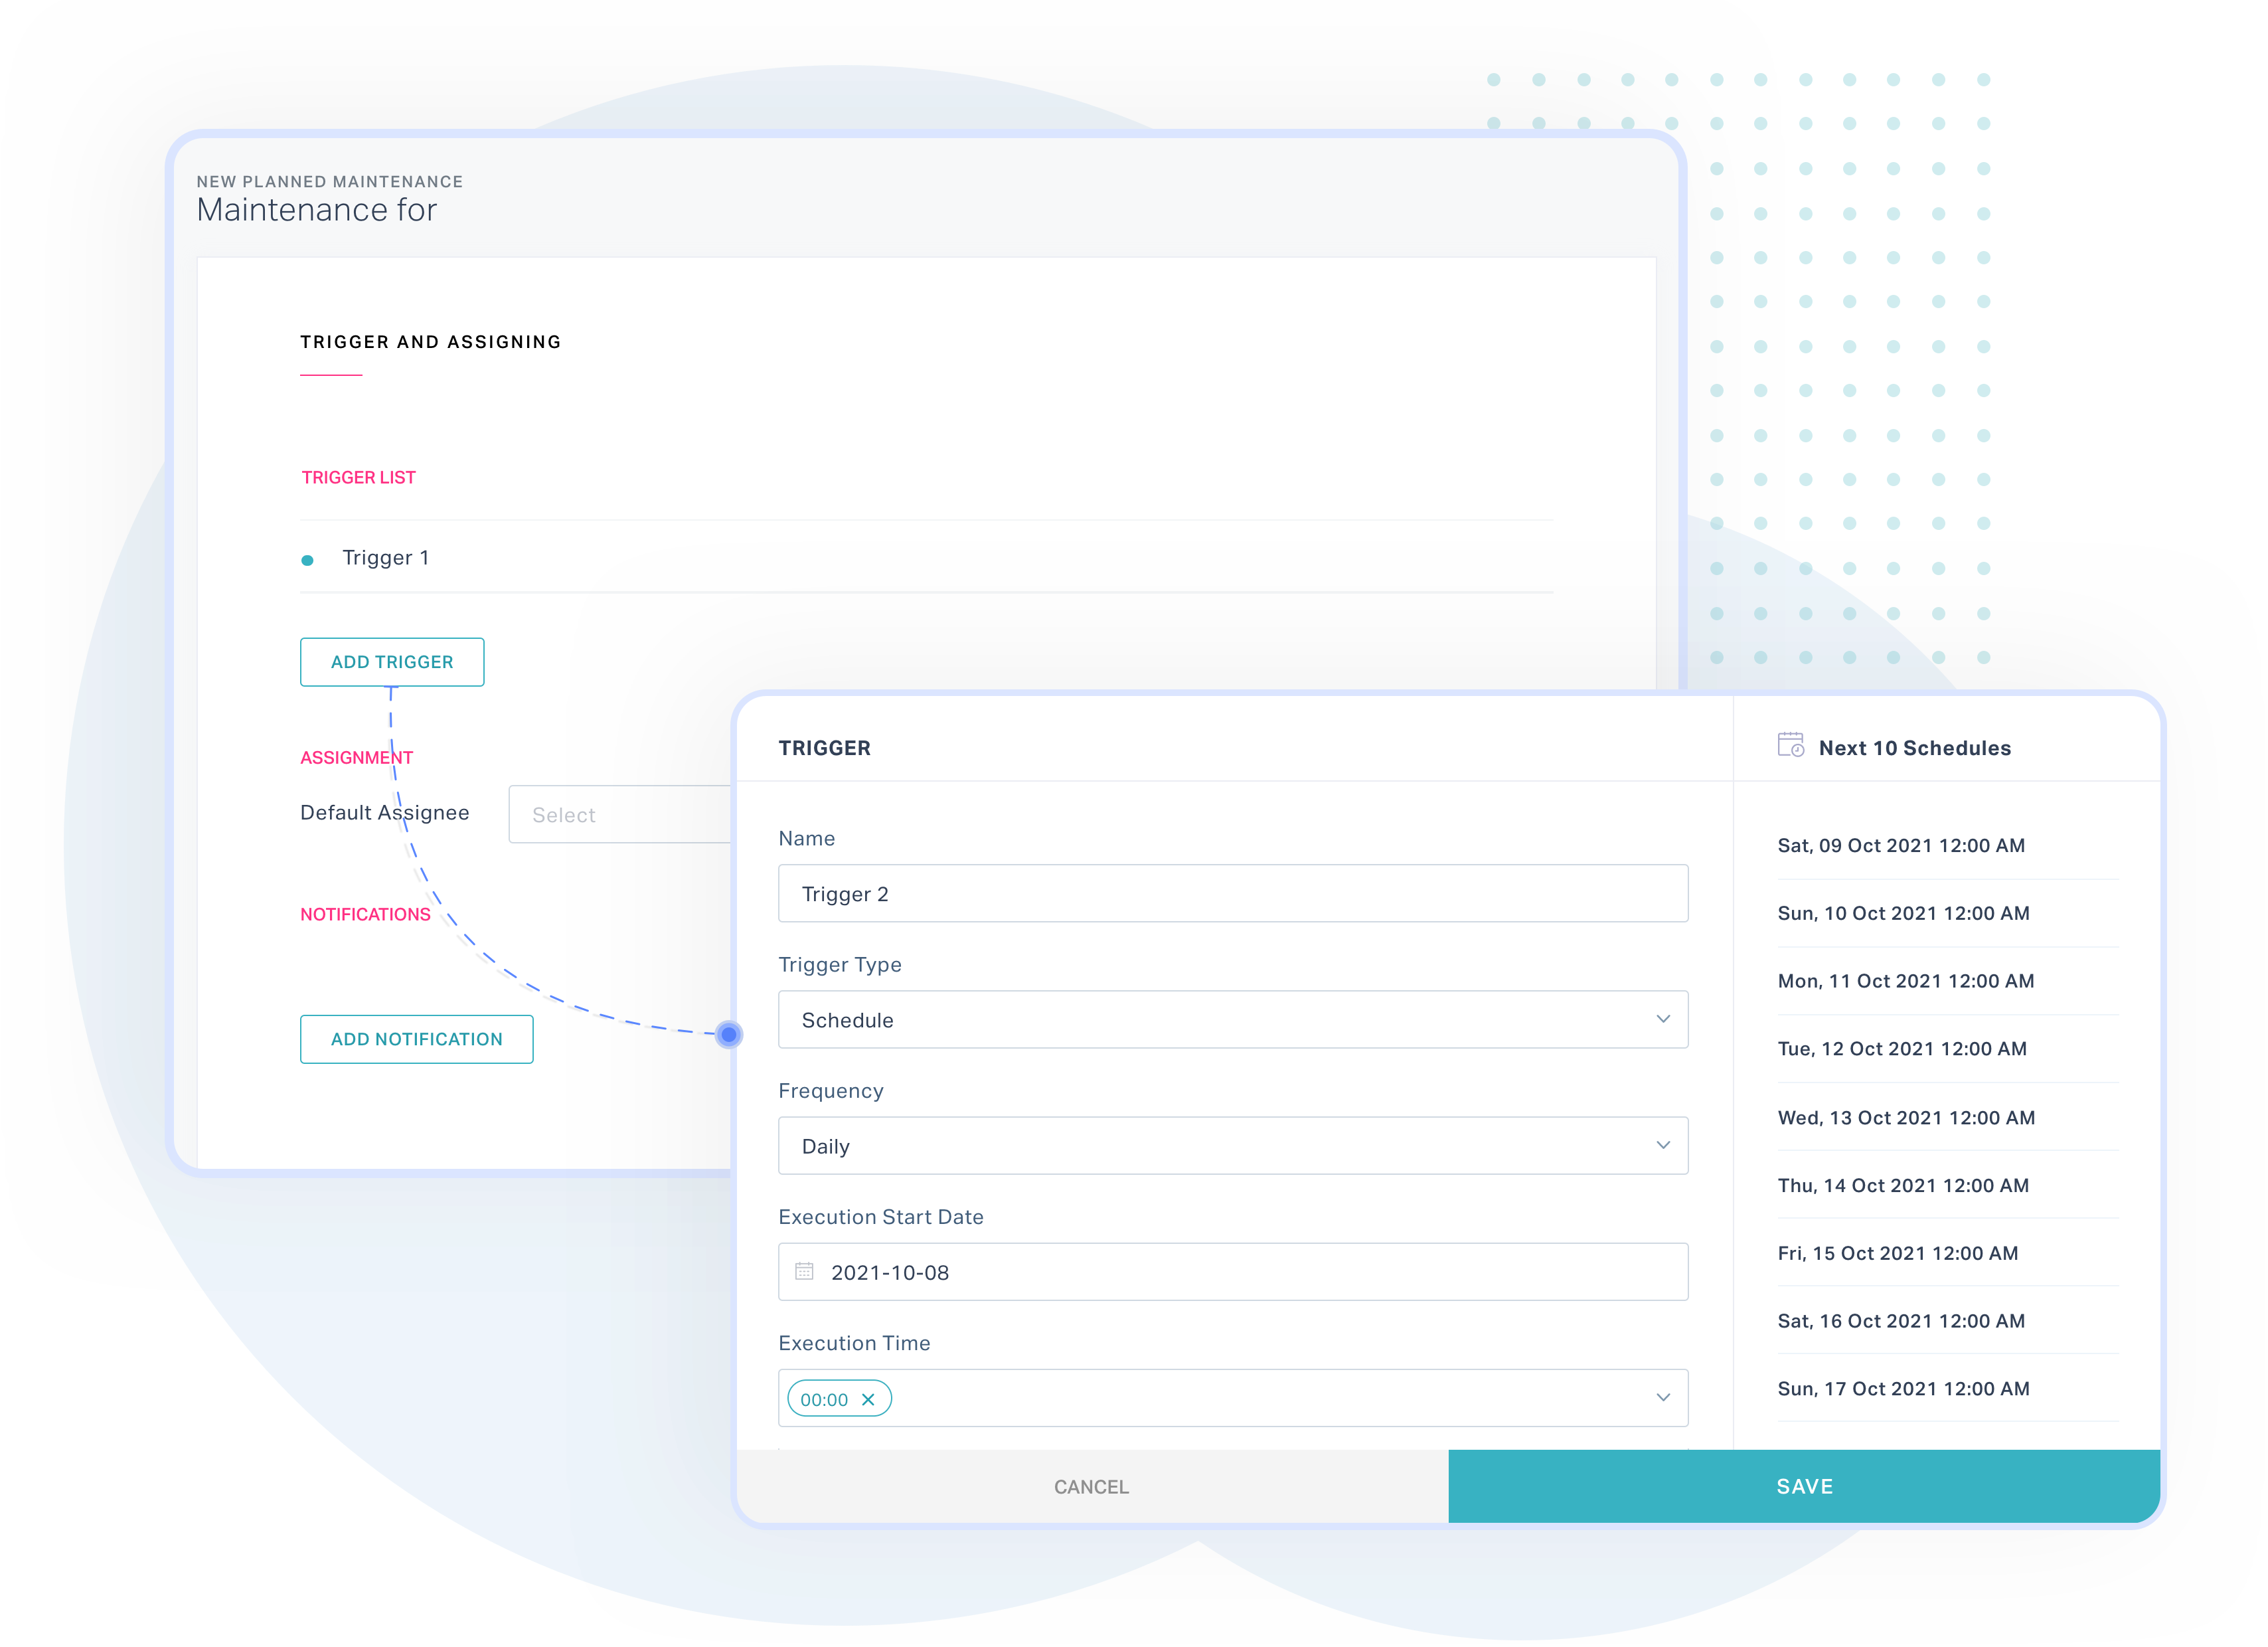 NEW PLANNED MAINTENANCE
Maintenance for
TRIGGER AND ASSIGNING
TRIGGER LIST
Trigger 1
ADD TRIGGER
ASSIGNMENT
Default Assignee
Select
NOTIFICATIONS
ADD NOTIFICATION
TRIGGER
Name
Trigger 2
Trigger Type
Schedule
Frequency
Daily
Execution Start Date
2021-10-08
Execution Time
00:00
Next 10 Schedules
Sat, 09 Oct 2021 12:00 AM
Sun, 10 Oct 2021 12:00 AM
Mon, 11 Oct 2021 12:00 AM
Tue, 12 Oct 2021 12:00 AM
Wed, 13 Oct 2021 12:00 AM
Thu, 14 Oct 2021 12:00 AM
Fri, 15 Oct 2021 12:00 AM
Sat, 16 Oct 2021 12:00 AM
Sun, 17 Oct 2021 12:00 AM
CANCEL
SAVE